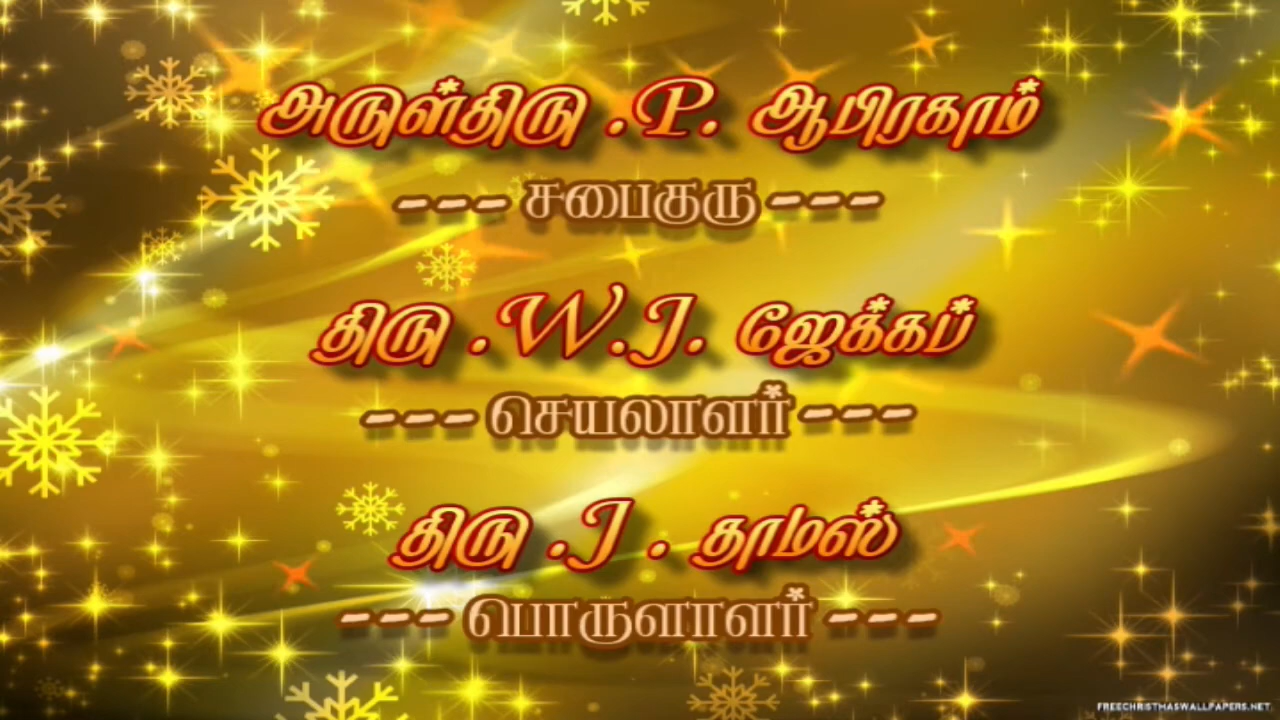 அருள்திரு .P. ஆபிரகாம்
--- சபைகுரு ---
திரு .W.J. ஜேக்கப்
--- செயலாளர் ---
திரு .J . தாமஸ்
--- பொருளாளர் ---
FREECHRISTMASWALLPAPERS.NET